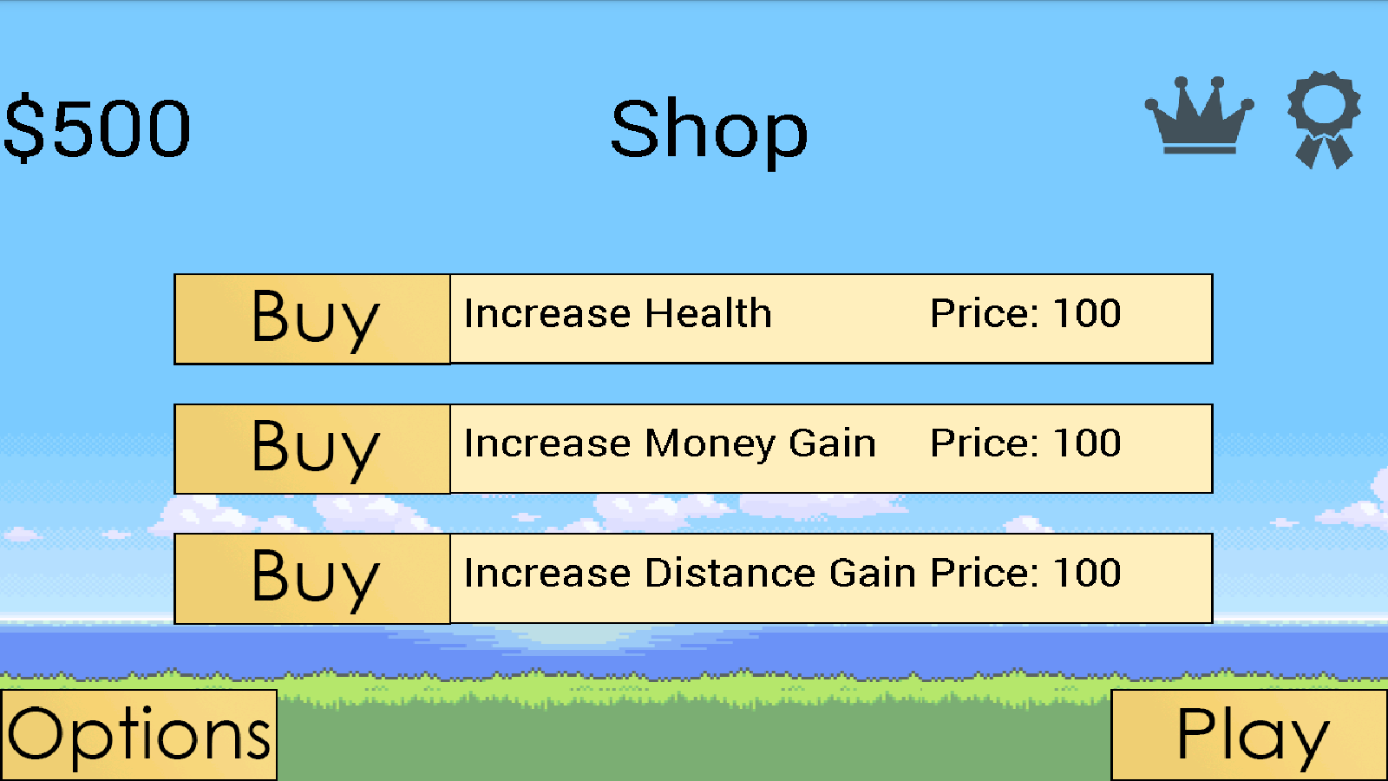 $500 Shop
Buy Increase Health Price: 100
Buy Increase Money Gain Price: 100
Buy Increase Distance Gain Price: 100
Options Play